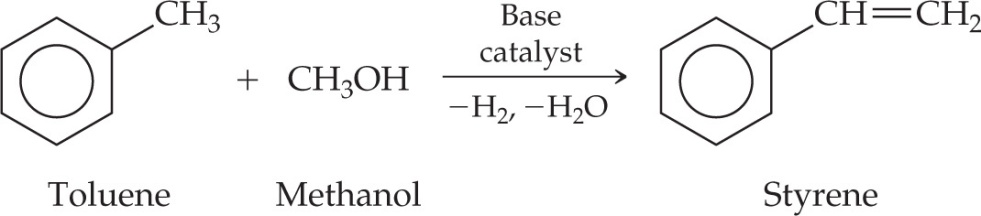 CH₃
+ CH₃OH
Base
catalyst
−H₂, −H₂O
CH=CH₂
Toluene Methanol Styrene